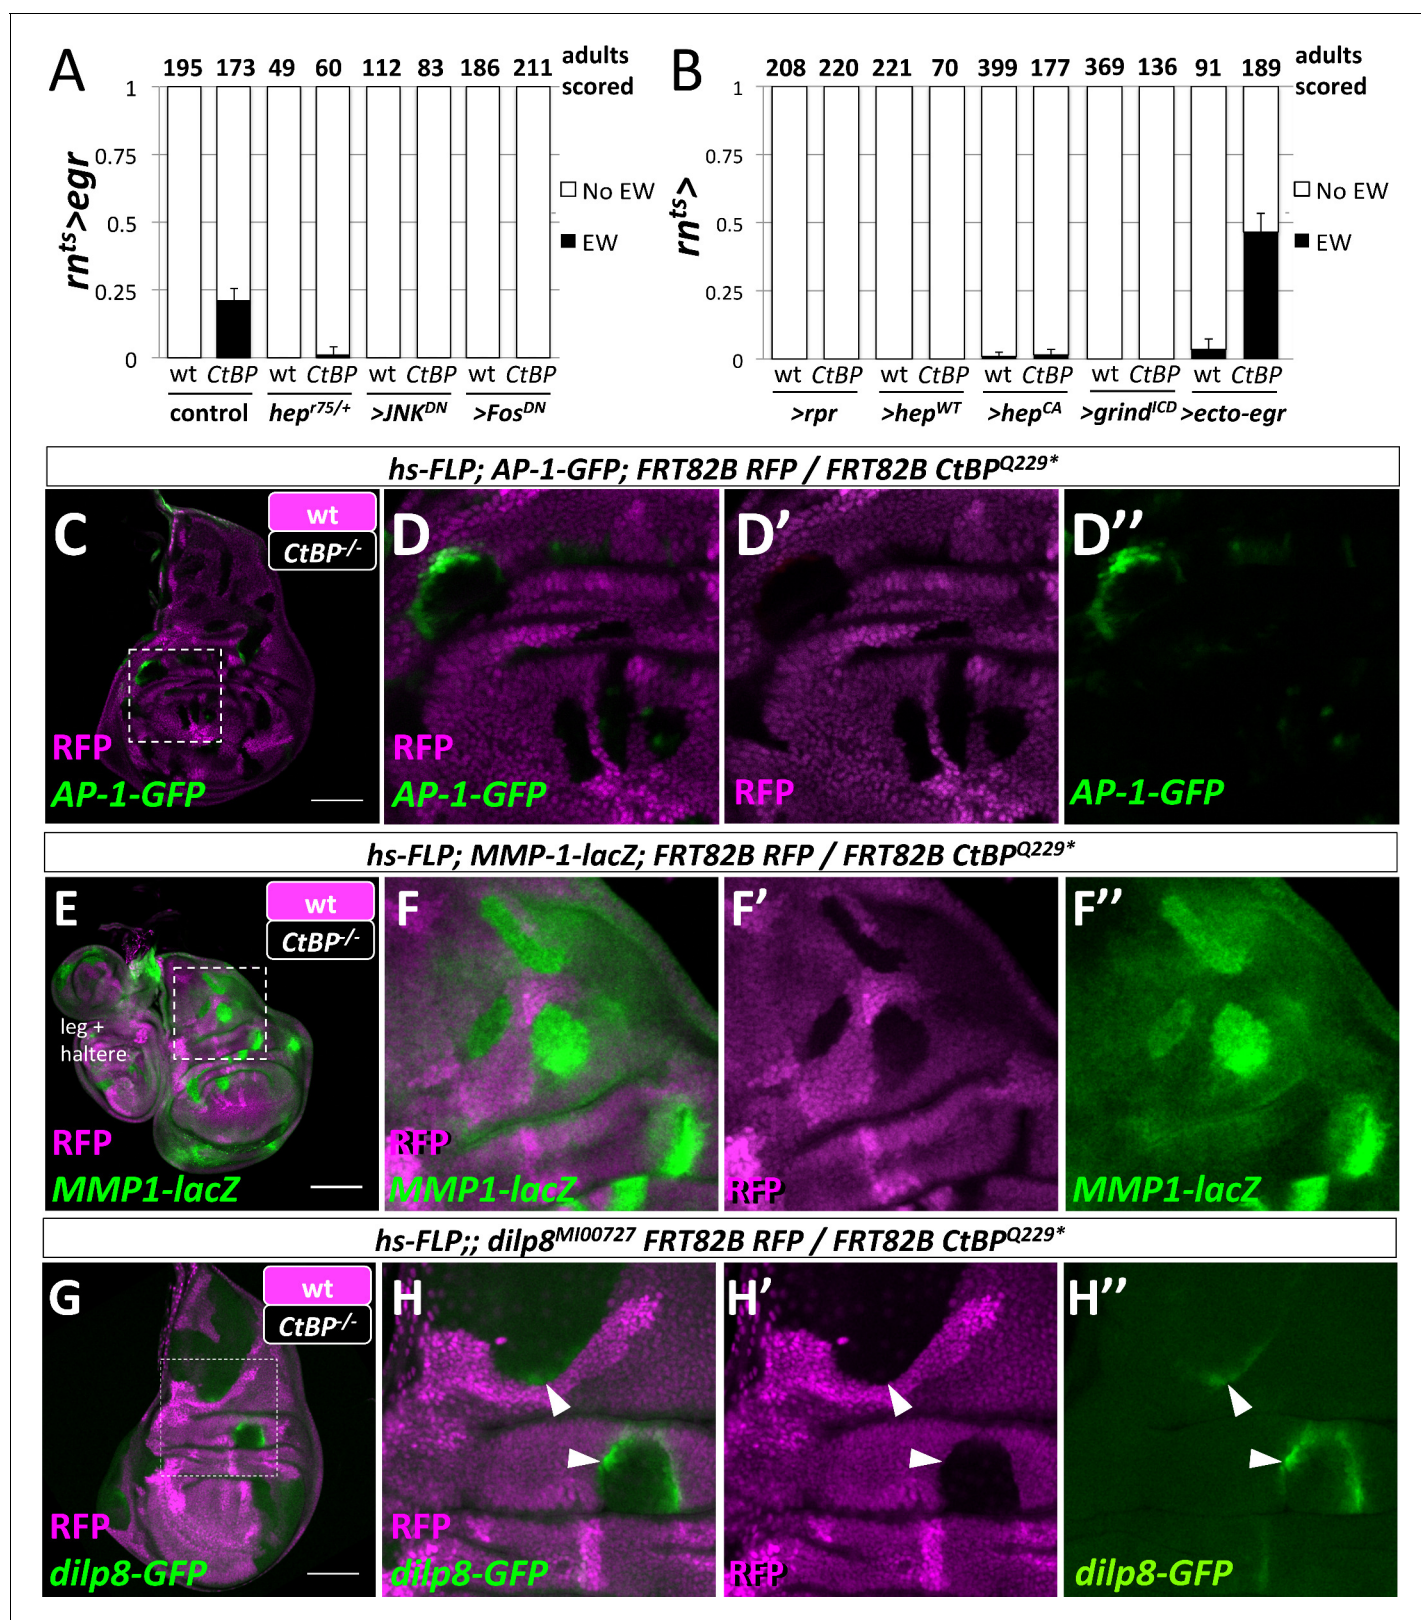 A
195 173 49 60 112 83 186 211 adults scored
1
0.75
0.5
0.25
0
rn^ts>egr
No EW
EW
wt CtBP wt CtBP wt CtBP wt CtBP
control hep^r75/+ >JNK^DN >Fos^DN
B
208 220 221 70 399 177 369 136 91 189 adults scored
1
0.75
0.5
0.25
0
rn^ts>
No EW
EW
wt CtBP wt CtBP wt CtBP wt CtBP wt CtBP
>rpr >hep^WT >hep^CA >grind^ICD >ecto-egr
hs-FLP; AP-1-GFP; FRT82B RFP / FRT82B CtBP^Q229*
C
wt
CtBP^-/-
RFP
AP-1-GFP
D
RFP
AP-1-GFP
D'
RFP
D''
AP-1-GFP
hs-FLP; MMP-1-lacZ; FRT82B RFP / FRT82B CtBP^Q229*
E
wt
CtBP^-/-
leg +
haltere
RFP
MMP1-lacZ
F
RFP
MMP1-lacZ
F'
RFP
F''
MMP1-lacZ
hs-FLP;; dilp8^MI00727 FRT82B RFP / FRT82B CtBP^Q229*
G
wt
CtBP^-/-
RFP
dilp8-GFP
H
RFP
dilp8-GFP
H'
RFP
H''
dilp8-GFP